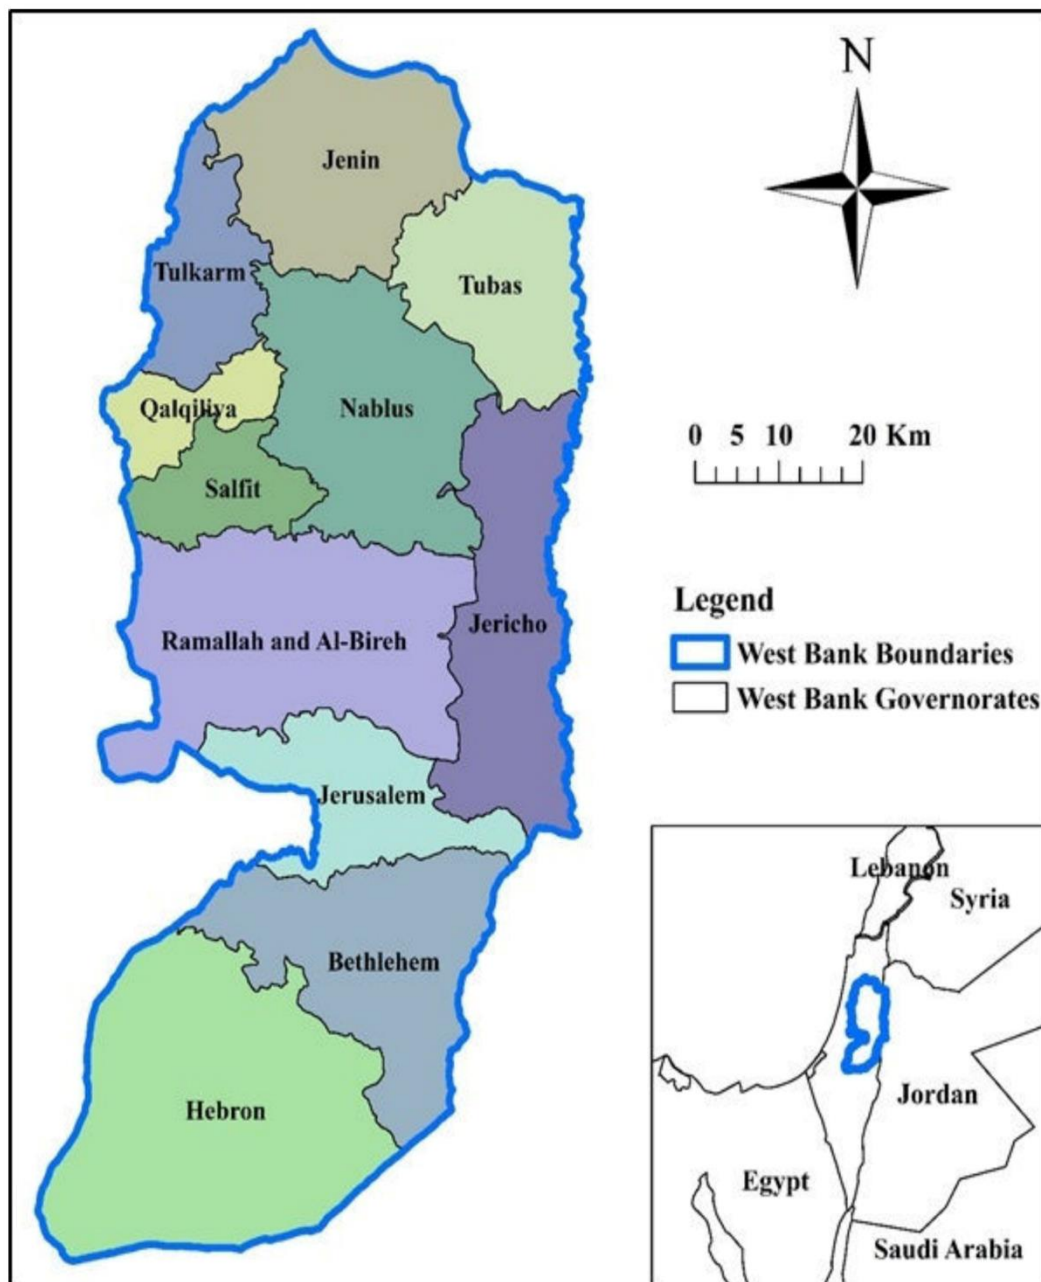 N
Jenin
Tulkarm
Tubas
Qalqiliya
Nablus
Salfit
0 5 10 20 Km
Ramallah and Al-Bireh
Jericho
Jerusalem
Bethlehem
Hebron
Legend
West Bank Boundaries
West Bank Governorates
Lebanon
Syria
Jordan
Egypt
Saudi Arabia